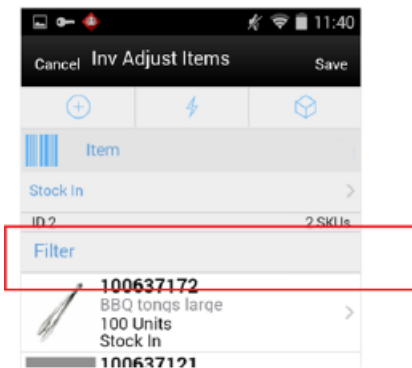 11:40
Cancel Inv Adjust Items Save
Item
Stock In
ID 2 2 SKUs
Filter
100637172
BBQ tongs large
100 Units
Stock In
100637121